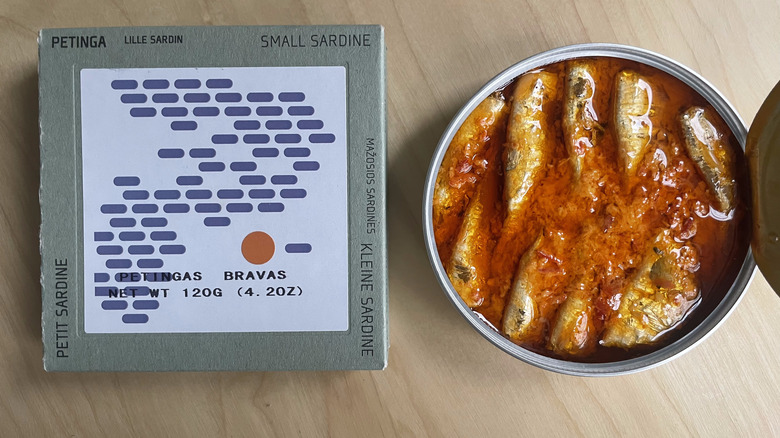 PETINGA
LILLE SARDIN
SMALL SARDINE
MAŽOSIOS SARDINĖS
KLEINE SARDINE
PETIT SARDINE
PETINGAS BRAVAS
NET WT 120G (4.2OZ)